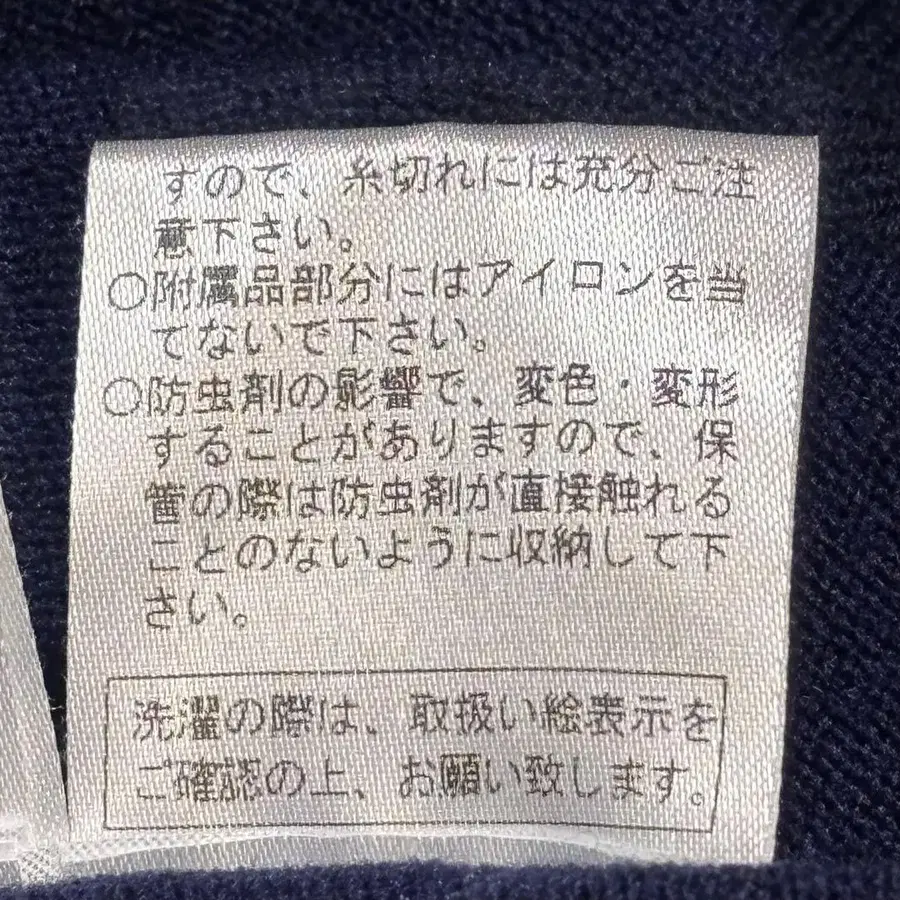 すので、糸切れには充分ご注
意下さい。
○附属品部分にはアイロンを当
てないで下さい。
○防虫剤の影響で、変色・変形
することがありますので、保
管の際は防虫剤が直接触れる
ことのないように収納して下
さい。
洗濯の際は、取扱い絵表示を
ご確認の上、お願い致します。